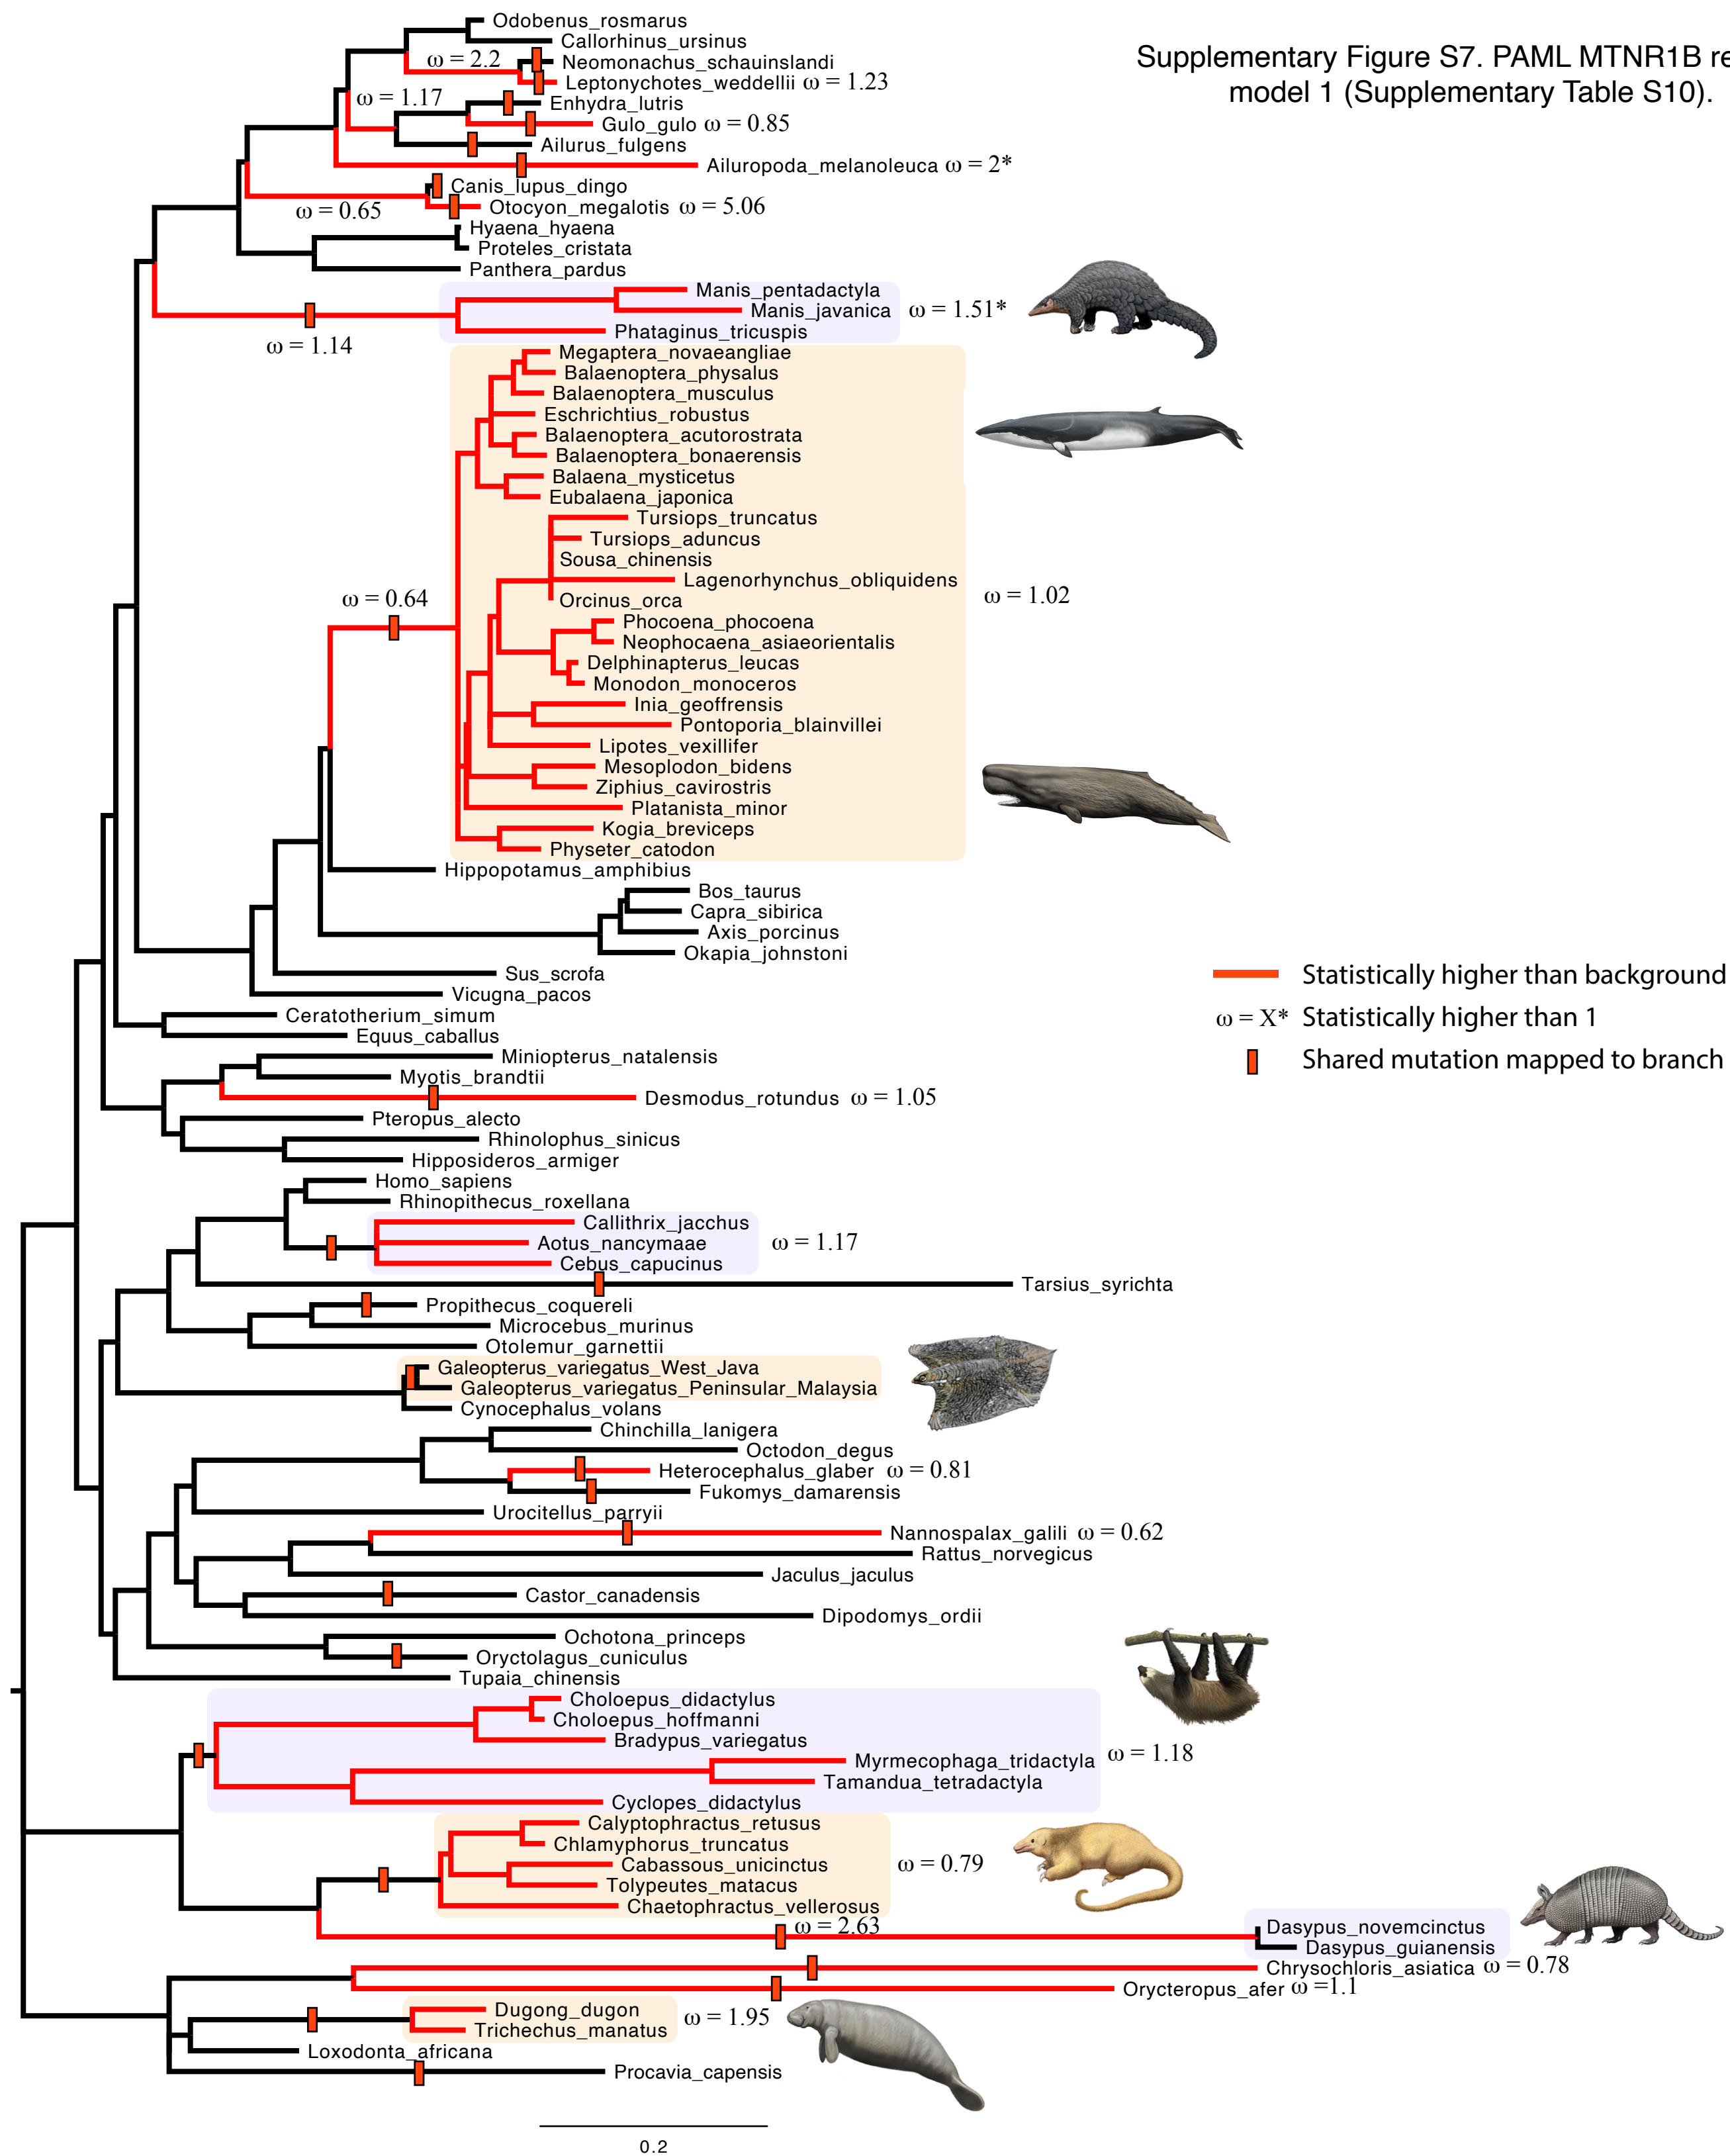 Supplementary Figure S7. PAML MTNR1B re
model 1 (Supplementary Table S10).
Odobenus_rosmarus
Callorhinus_ursinus
ω = 2.2
Neomonachus_schauinslandi
Leptonychotes_weddellii ω = 1.23
ω = 1.17
Enhydra_lutris
Gulo_gulo ω = 0.85
Ailurus_fulgens
Ailuropoda_melanoleuca ω = 2*
Canis_lupus_dingo
ω = 0.65
Otocyon_megalotis ω = 5.06
Hyaena_hyaena
Proteles_cristata
Panthera_pardus
Manis_pentadactyla
Manis_javanica ω = 1.51*
Phataginus_tricuspis
ω = 1.14
Megaptera_novaeangliae
Balaenoptera_physalus
Balaenoptera_musculus
Eschrichtius_robustus
Balaenoptera_acutorostrata
Balaenoptera_bonaerensis
Balaena_mysticetus
Eubalaena_japonica
Tursiops_truncatus
Tursiops_aduncus
Sousa_chinensis
Lagenorhynchus_obliquidens
ω = 0.64
Orcinus_orca
ω = 1.02
Phocoena_phocoena
Neophocaena_asiaeorientalis
Delphinapterus_leucas
Monodon_monoceros
Inia_geoffrensis
Pontoporia_blainvillei
Lipotes_vexillifer
Mesoplodon_bidens
Ziphius_cavirostris
Platanista_minor
Kogia_breviceps
Physeter_catodon
Hippopotamus_amphibius
Bos_taurus
Capra_sibirica
Axis_porcinus
Okapia_johnstoni
Sus_scrofa
Vicugna_pacos
Statistically higher than background
ω = X* Statistically higher than 1
Shared mutation mapped to branch
Ceratotherium_simum
Equus_caballus
Miniopterus_natalensis
Myotis_brandtii
Desmodus_rotundus ω = 1.05
Pteropus_alecto
Rhinolophus_sinicus
Hipposideros_armiger
Homo_sapiens
Rhinopithecus_roxellana
Callithrix_jacchus
Aotus_nancymaae ω = 1.17
Cebus_capucinus
Tarsius_syrichta
Propithecus_coquereli
Microcebus_murinus
Otolemur_garnettii
Galeopterus_variegatus_West_Java
Galeopterus_variegatus_Peninsular_Malaysia
Cynocephalus_volans
Chinchilla_lanigera
Octodon_degus
Heterocephalus_glaber ω = 0.81
Fukomys_damarensis
Urocitellus_parryii
Nannospalax_galili ω = 0.62
Rattus_norvegicus
Jaculus_jaculus
Castor_canadensis
Dipodomys_ordii
Ochotona_princeps
Oryctolagus_cuniculus
Tupaia_chinensis
Choloepus_didactylus
Choloepus_hoffmanni
Bradypus_variegatus
ω = 1.18
Myrmecophaga_tridactyla
Tamandua_tetradactyla
Cyclopes_didactylus
Calyptophractus_retusus
Chlamyphorus_truncatus
Cabassous_unicinctus ω = 0.79
Tolypeutes_matacus
Chaetophractus_vellerosus
ω = 2.63
Dasypus_novemcinctus
Dasypus_guianensis
Chrysochloris_asiatica ω = 0.78
Orycteropus_afer ω =1.1
Dugong_dugon
ω = 1.95
Trichechus_manatus
Loxodonta_africana
Procavia_capensis
0.2